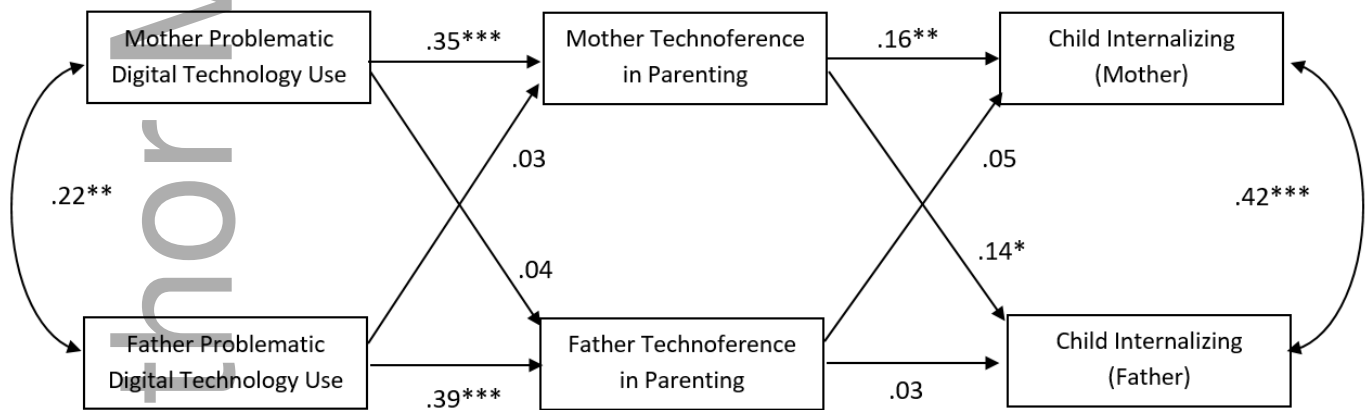 Mother Problematic
Digital Technology Use
.35***
Mother Technoference
in Parenting
.16**
Child Internalizing
(Mother)
.03
.05
.22**
.42***
.04
.14*
Father Problematic
Digital Technology Use
.39***
Father Technoference
in Parenting
.03
Child Internalizing
(Father)
thor M